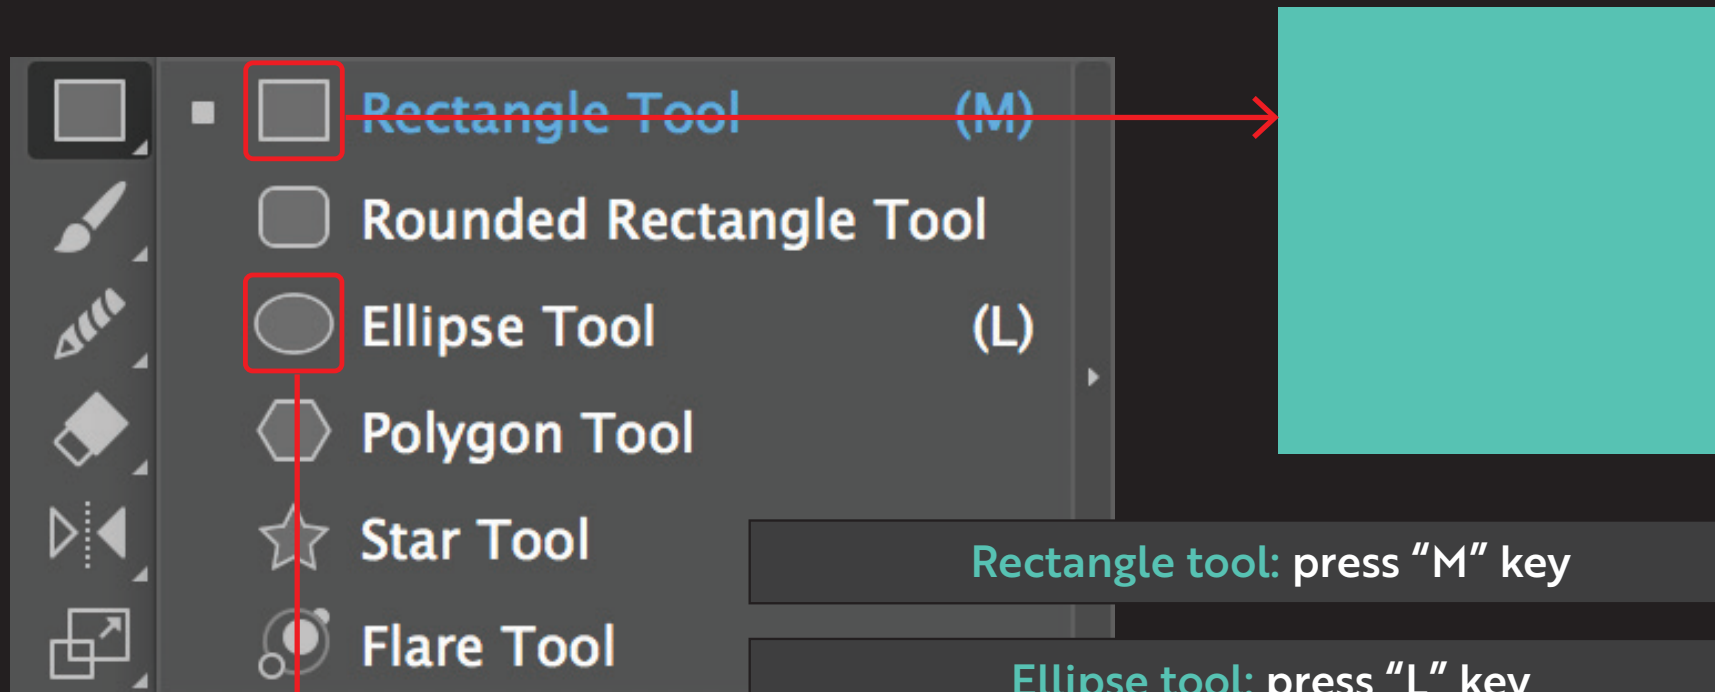 Rectangle Tool (M)
Rounded Rectangle Tool
Ellipse Tool (L)
Polygon Tool
Star Tool
Flare Tool
Rectangle tool: press “M” key
Ellipse tool: press “L” key